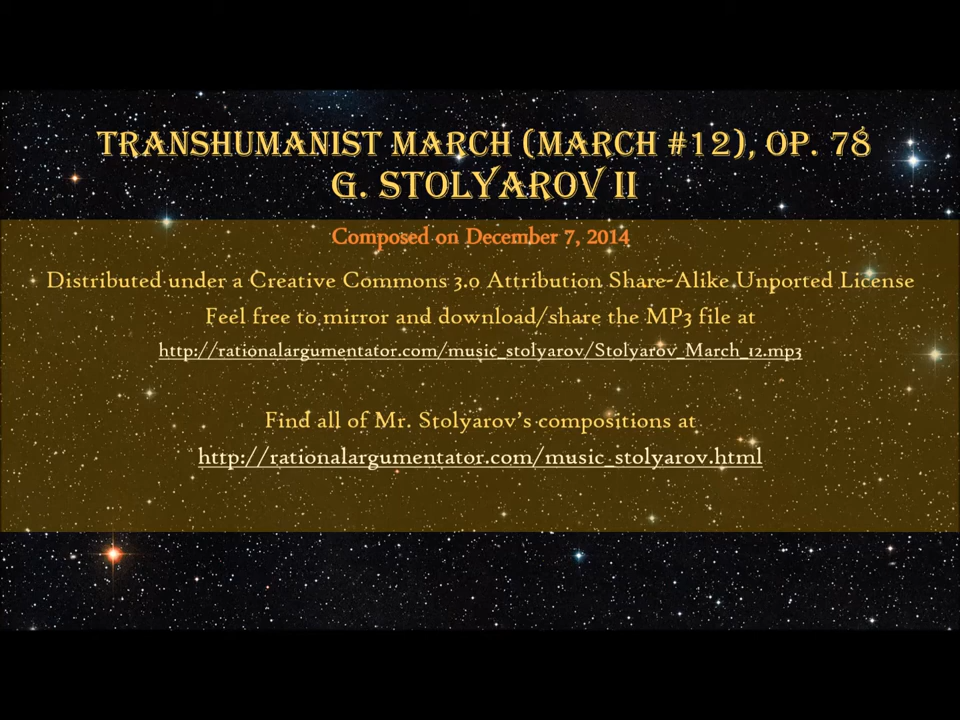 TRANSHUMANIST MARCH (MARCH #12), OP. 78
G. STOLYAROV II
Composed on December 7, 2014
Distributed under a Creative Commons 3.0 Attribution Share-Alike Unported License
Feel free to mirror and download/share the MP3 file at
http://rationalargumentator.com/music_stolyarov/Stolyarov_March_12.mp3
Find all of Mr. Stolyarov's compositions at
http://rationalargumentator.com/music_stolyarov.html